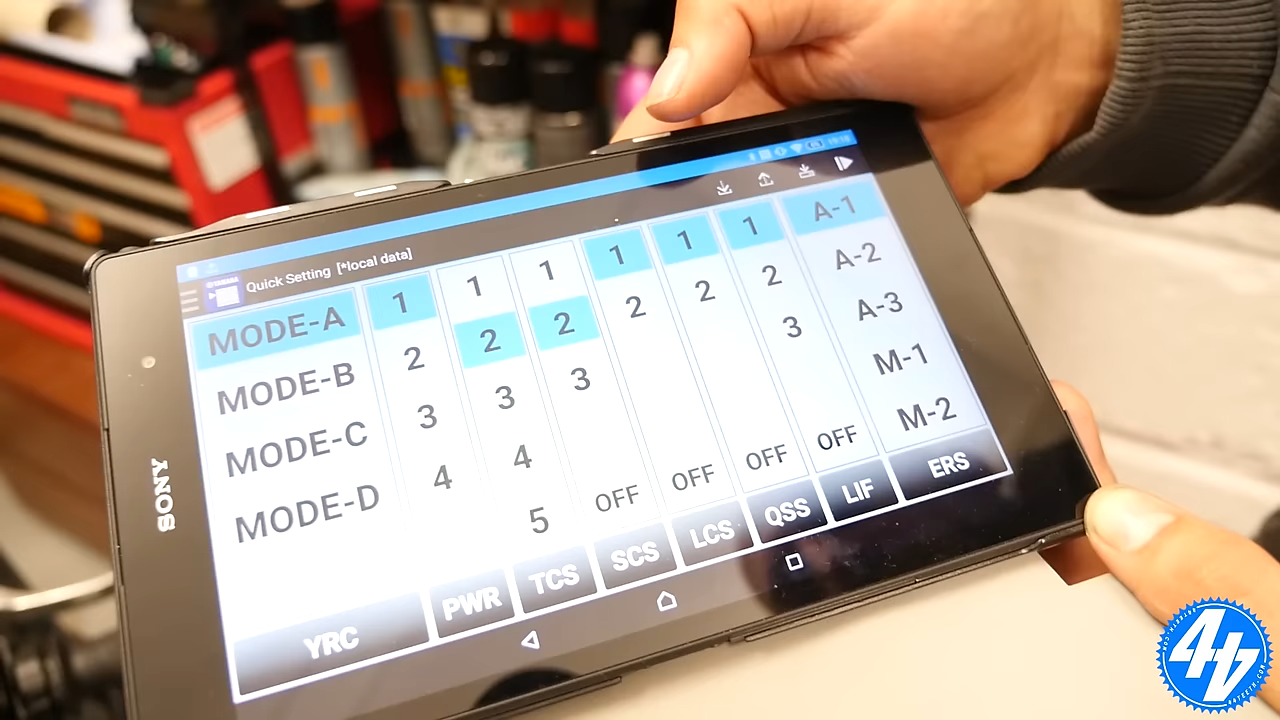 Quick Setting [*local data]
MODE-A 1 1 1 1 1 1 A-1
MODE-B 2 2 2 2 2 2 A-2
MODE-C 3 3 3 3 A-3
MODE-D 4 4 M-1
5 OFF OFF OFF OFF M-2
YRC PWR TCS SCS LCS QSS LIF ERS
SONY
44